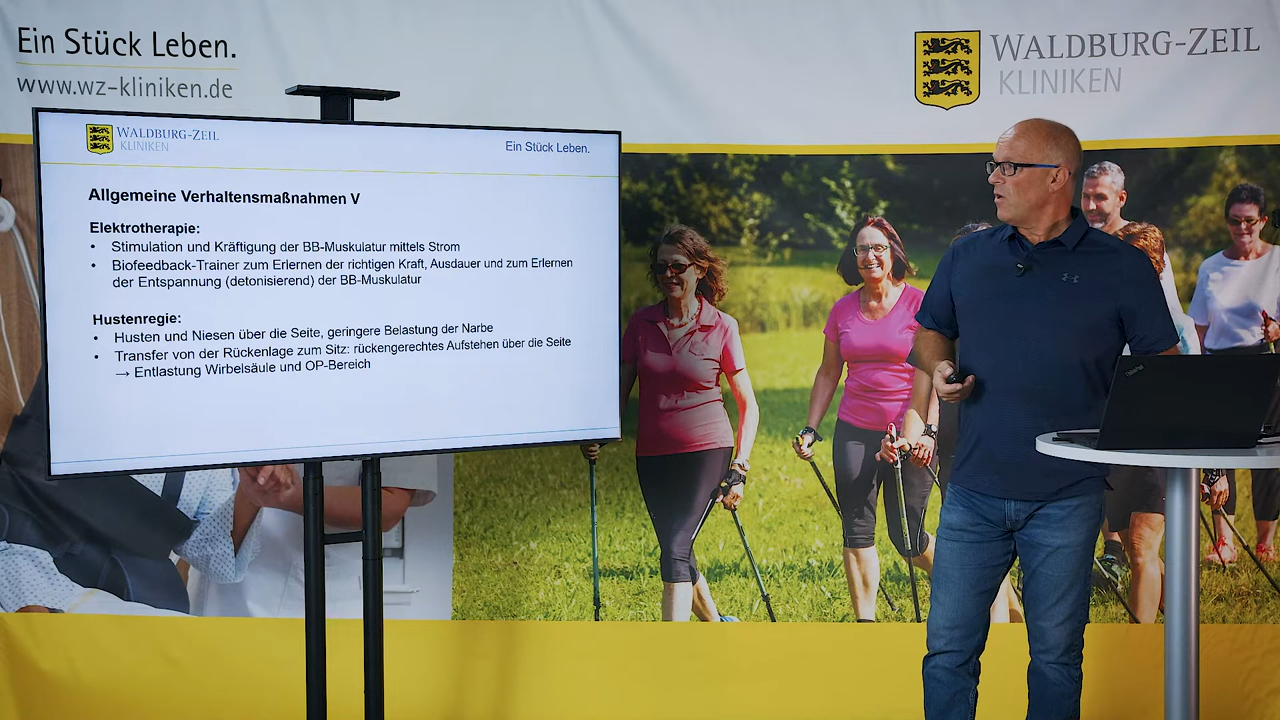 Ein Stück Leben.
www.wz-kliniken.de
WALDBURG-ZEIL
KLINIKEN
WALDBURG-ZEIL
KLINIKEN
Ein Stück Leben.
Allgemeine Verhaltensmaßnahmen V
Elektrotherapie:
• Stimulation und Kräftigung der BB-Muskulatur mittels Strom
• Biofeedback-Trainer zum Erlernen der richtigen Kraft, Ausdauer und zum Erlernen
der Entspannung (detonisierend) der BB-Muskulatur
Hustenregie:
• Husten und Niesen über die Seite, geringere Belastung der Narbe
• Transfer von der Rückenlage zum Sitz: rückengerechtes Aufstehen über die Seite
→ Entlastung Wirbelsäule und OP-Bereich
ThinkPad